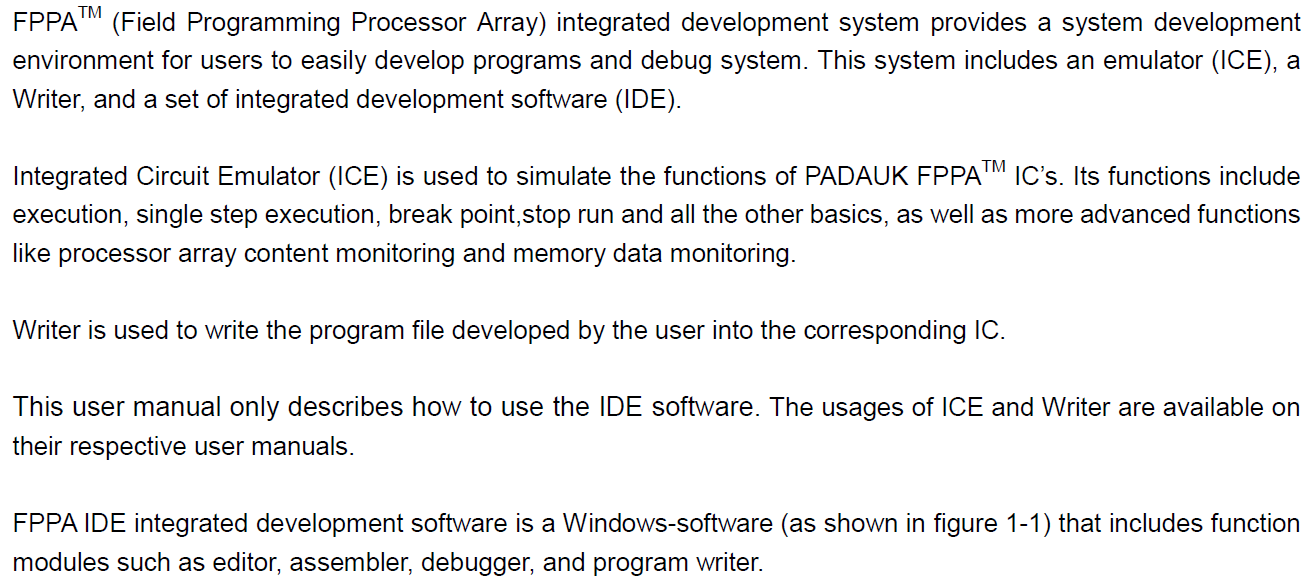 FPPA™ (Field Programming Processor Array) integrated development system provides a system development
environment for users to easily develop programs and debug system. This system includes an emulator (ICE), a
Writer, and a set of integrated development software (IDE).
Integrated Circuit Emulator (ICE) is used to simulate the functions of PADAUK FPPA™ IC’s. Its functions include
execution, single step execution, break point,stop run and all the other basics, as well as more advanced functions
like processor array content monitoring and memory data monitoring.
Writer is used to write the program file developed by the user into the corresponding IC.
This user manual only describes how to use the IDE software. The usages of ICE and Writer are available on
their respective user manuals.
FPPA IDE integrated development software is a Windows-software (as shown in figure 1-1) that includes function
modules such as editor, assembler, debugger, and program writer.